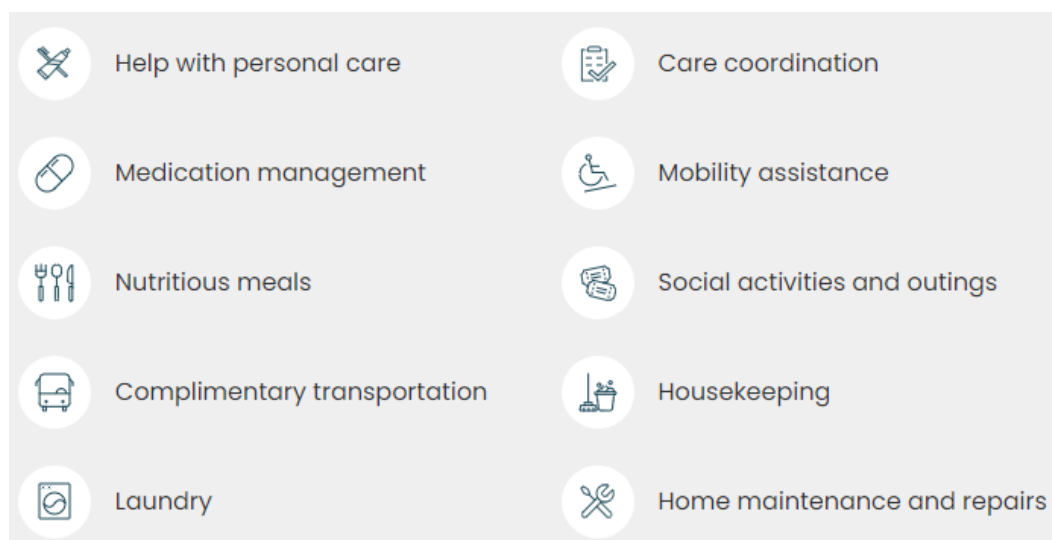 Help with personal care
Care coordination
Medication management
Mobility assistance
Nutritious meals
Social activities and outings
Complimentary transportation
Housekeeping
Laundry
Home maintenance and repairs